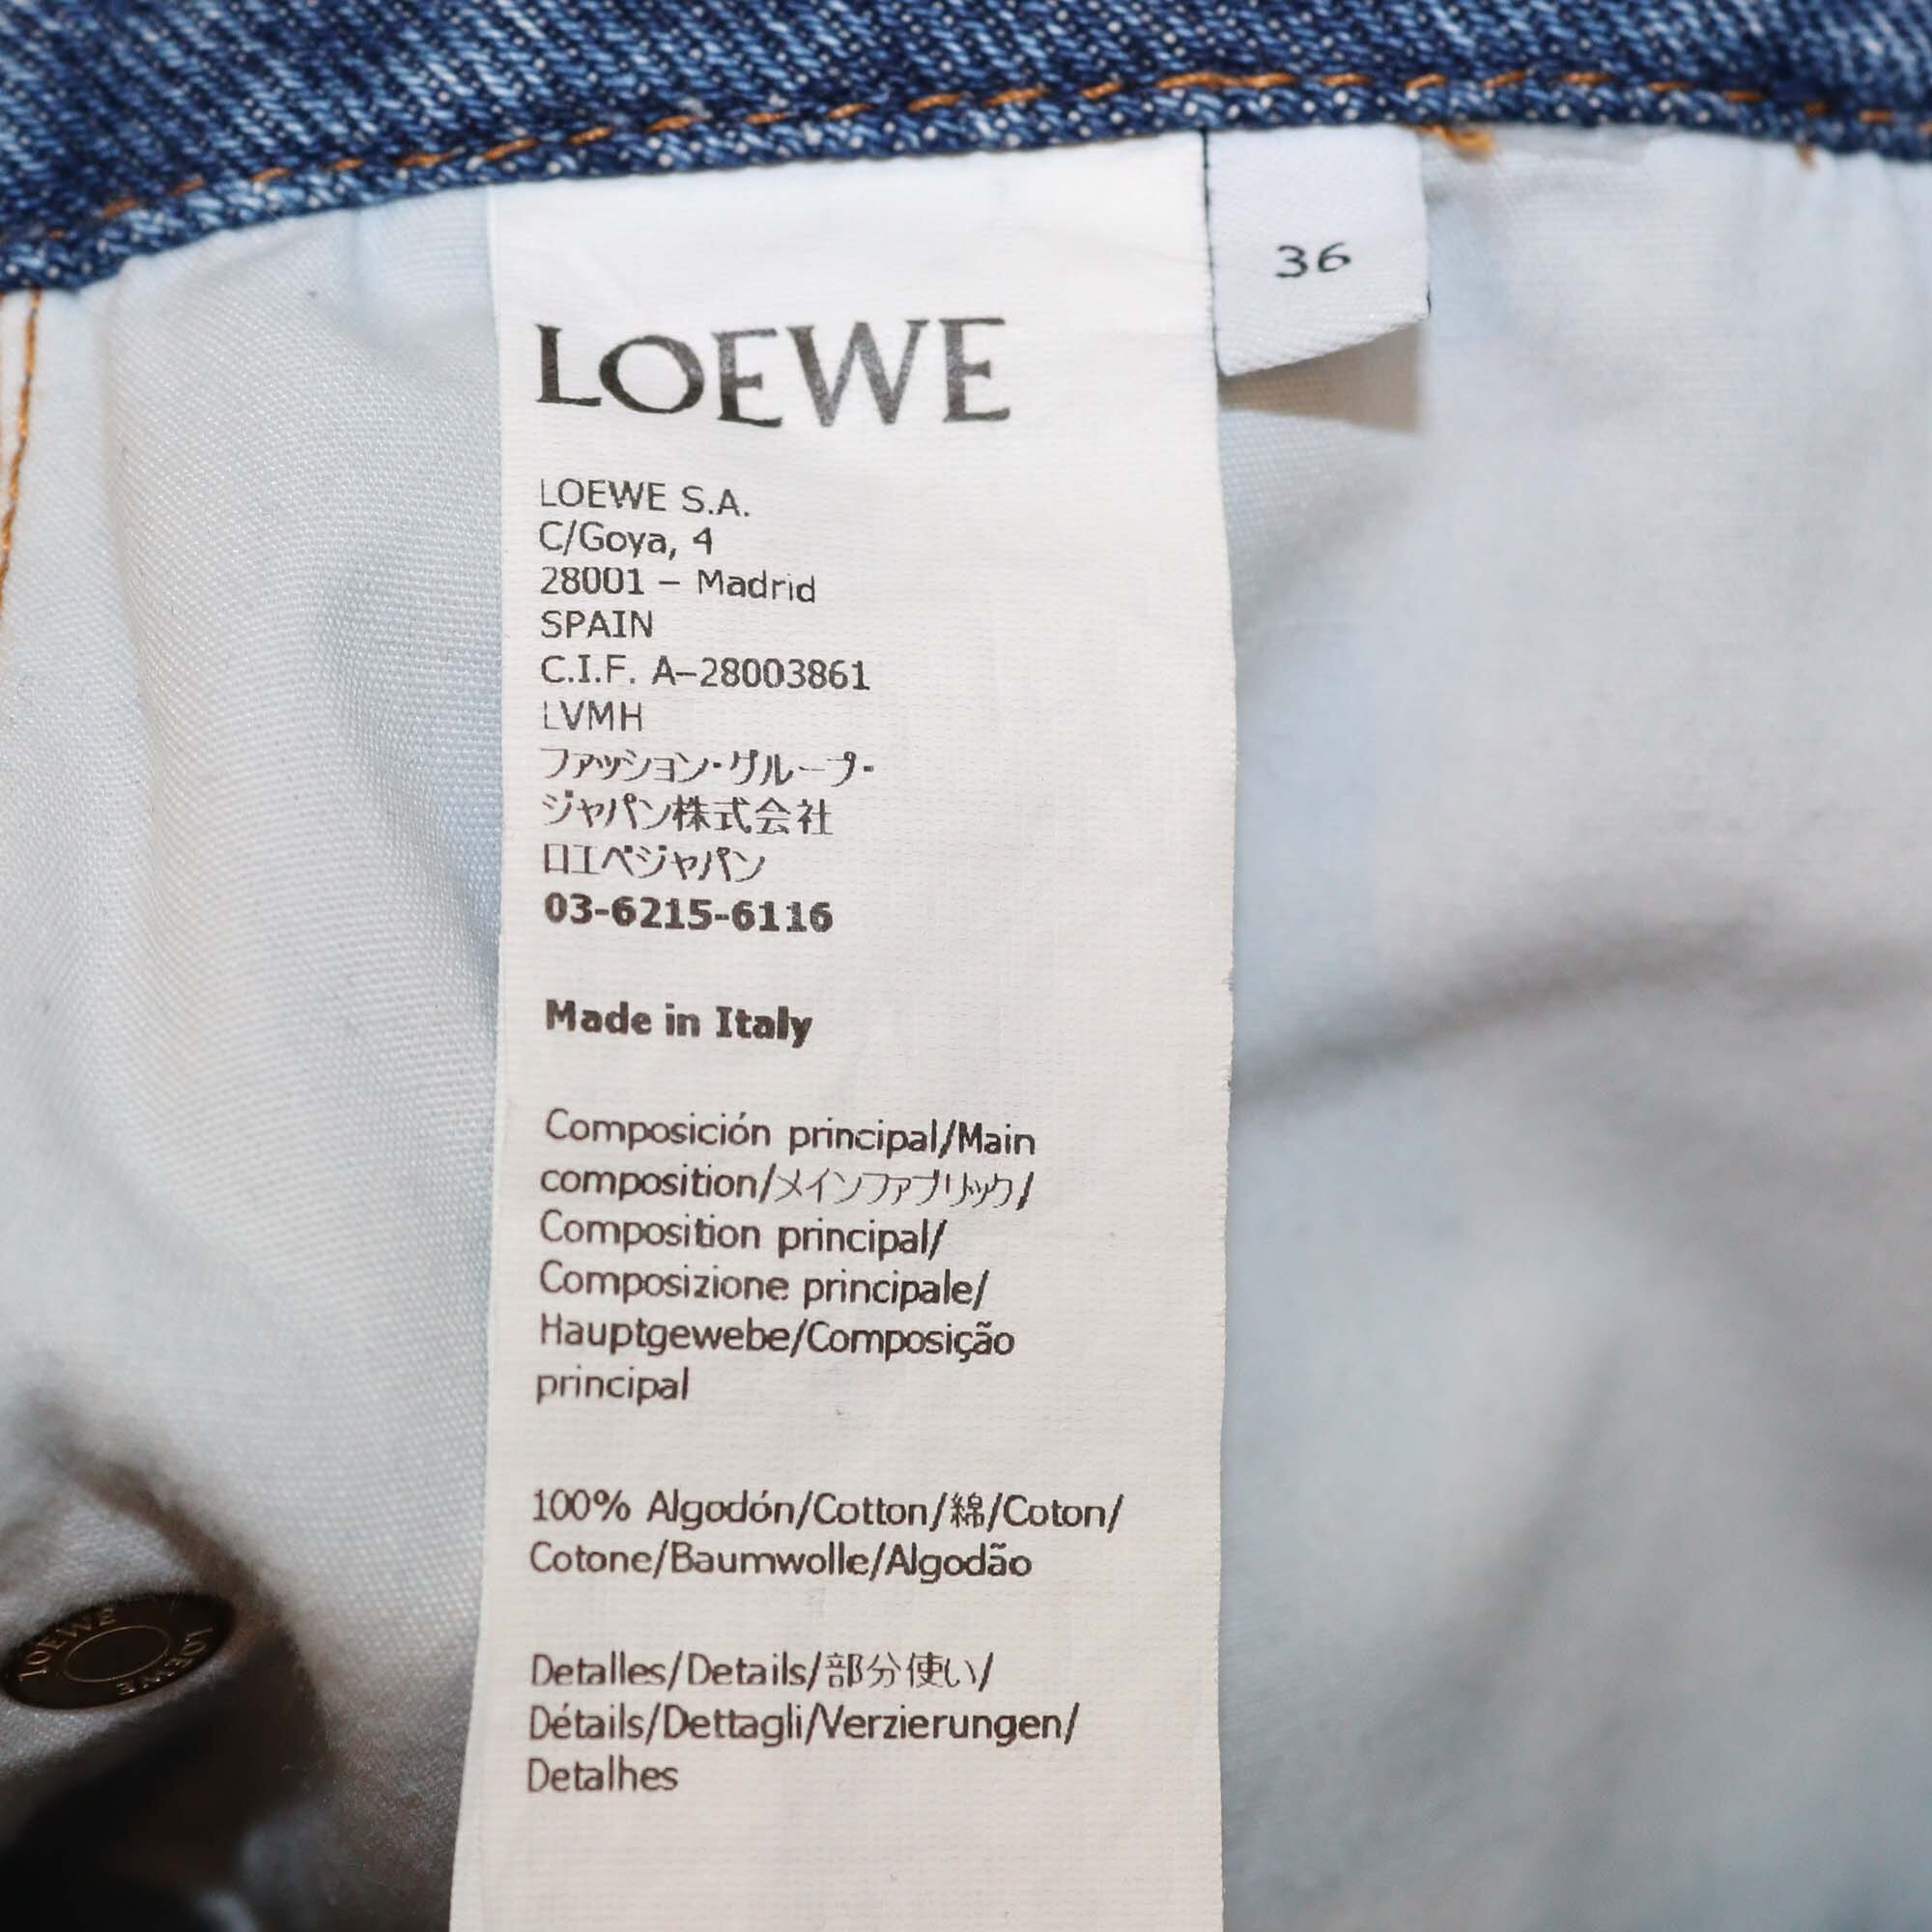 36
LOEWE
LOEWE S.A.
C/Goya, 4
28001 – Madrid
SPAIN
C.I.F. A–28003861
LVMH
ファッション・グループ・
ジャパン株式会社
ロエベジャパン
03-6215-6116
Made in Italy
Composición principal/Main
composition/メインファブリック/
Composition principal/
Composizione principale/
Hauptgewebe/Composição
principal
100% Algodón/Cotton/綿/Coton/
Cotone/Baumwolle/Algodão
Detalles/Details/部分使い/
Détails/Dettagli/Verzierungen/
Detalhes
LOEWE
LOEWE